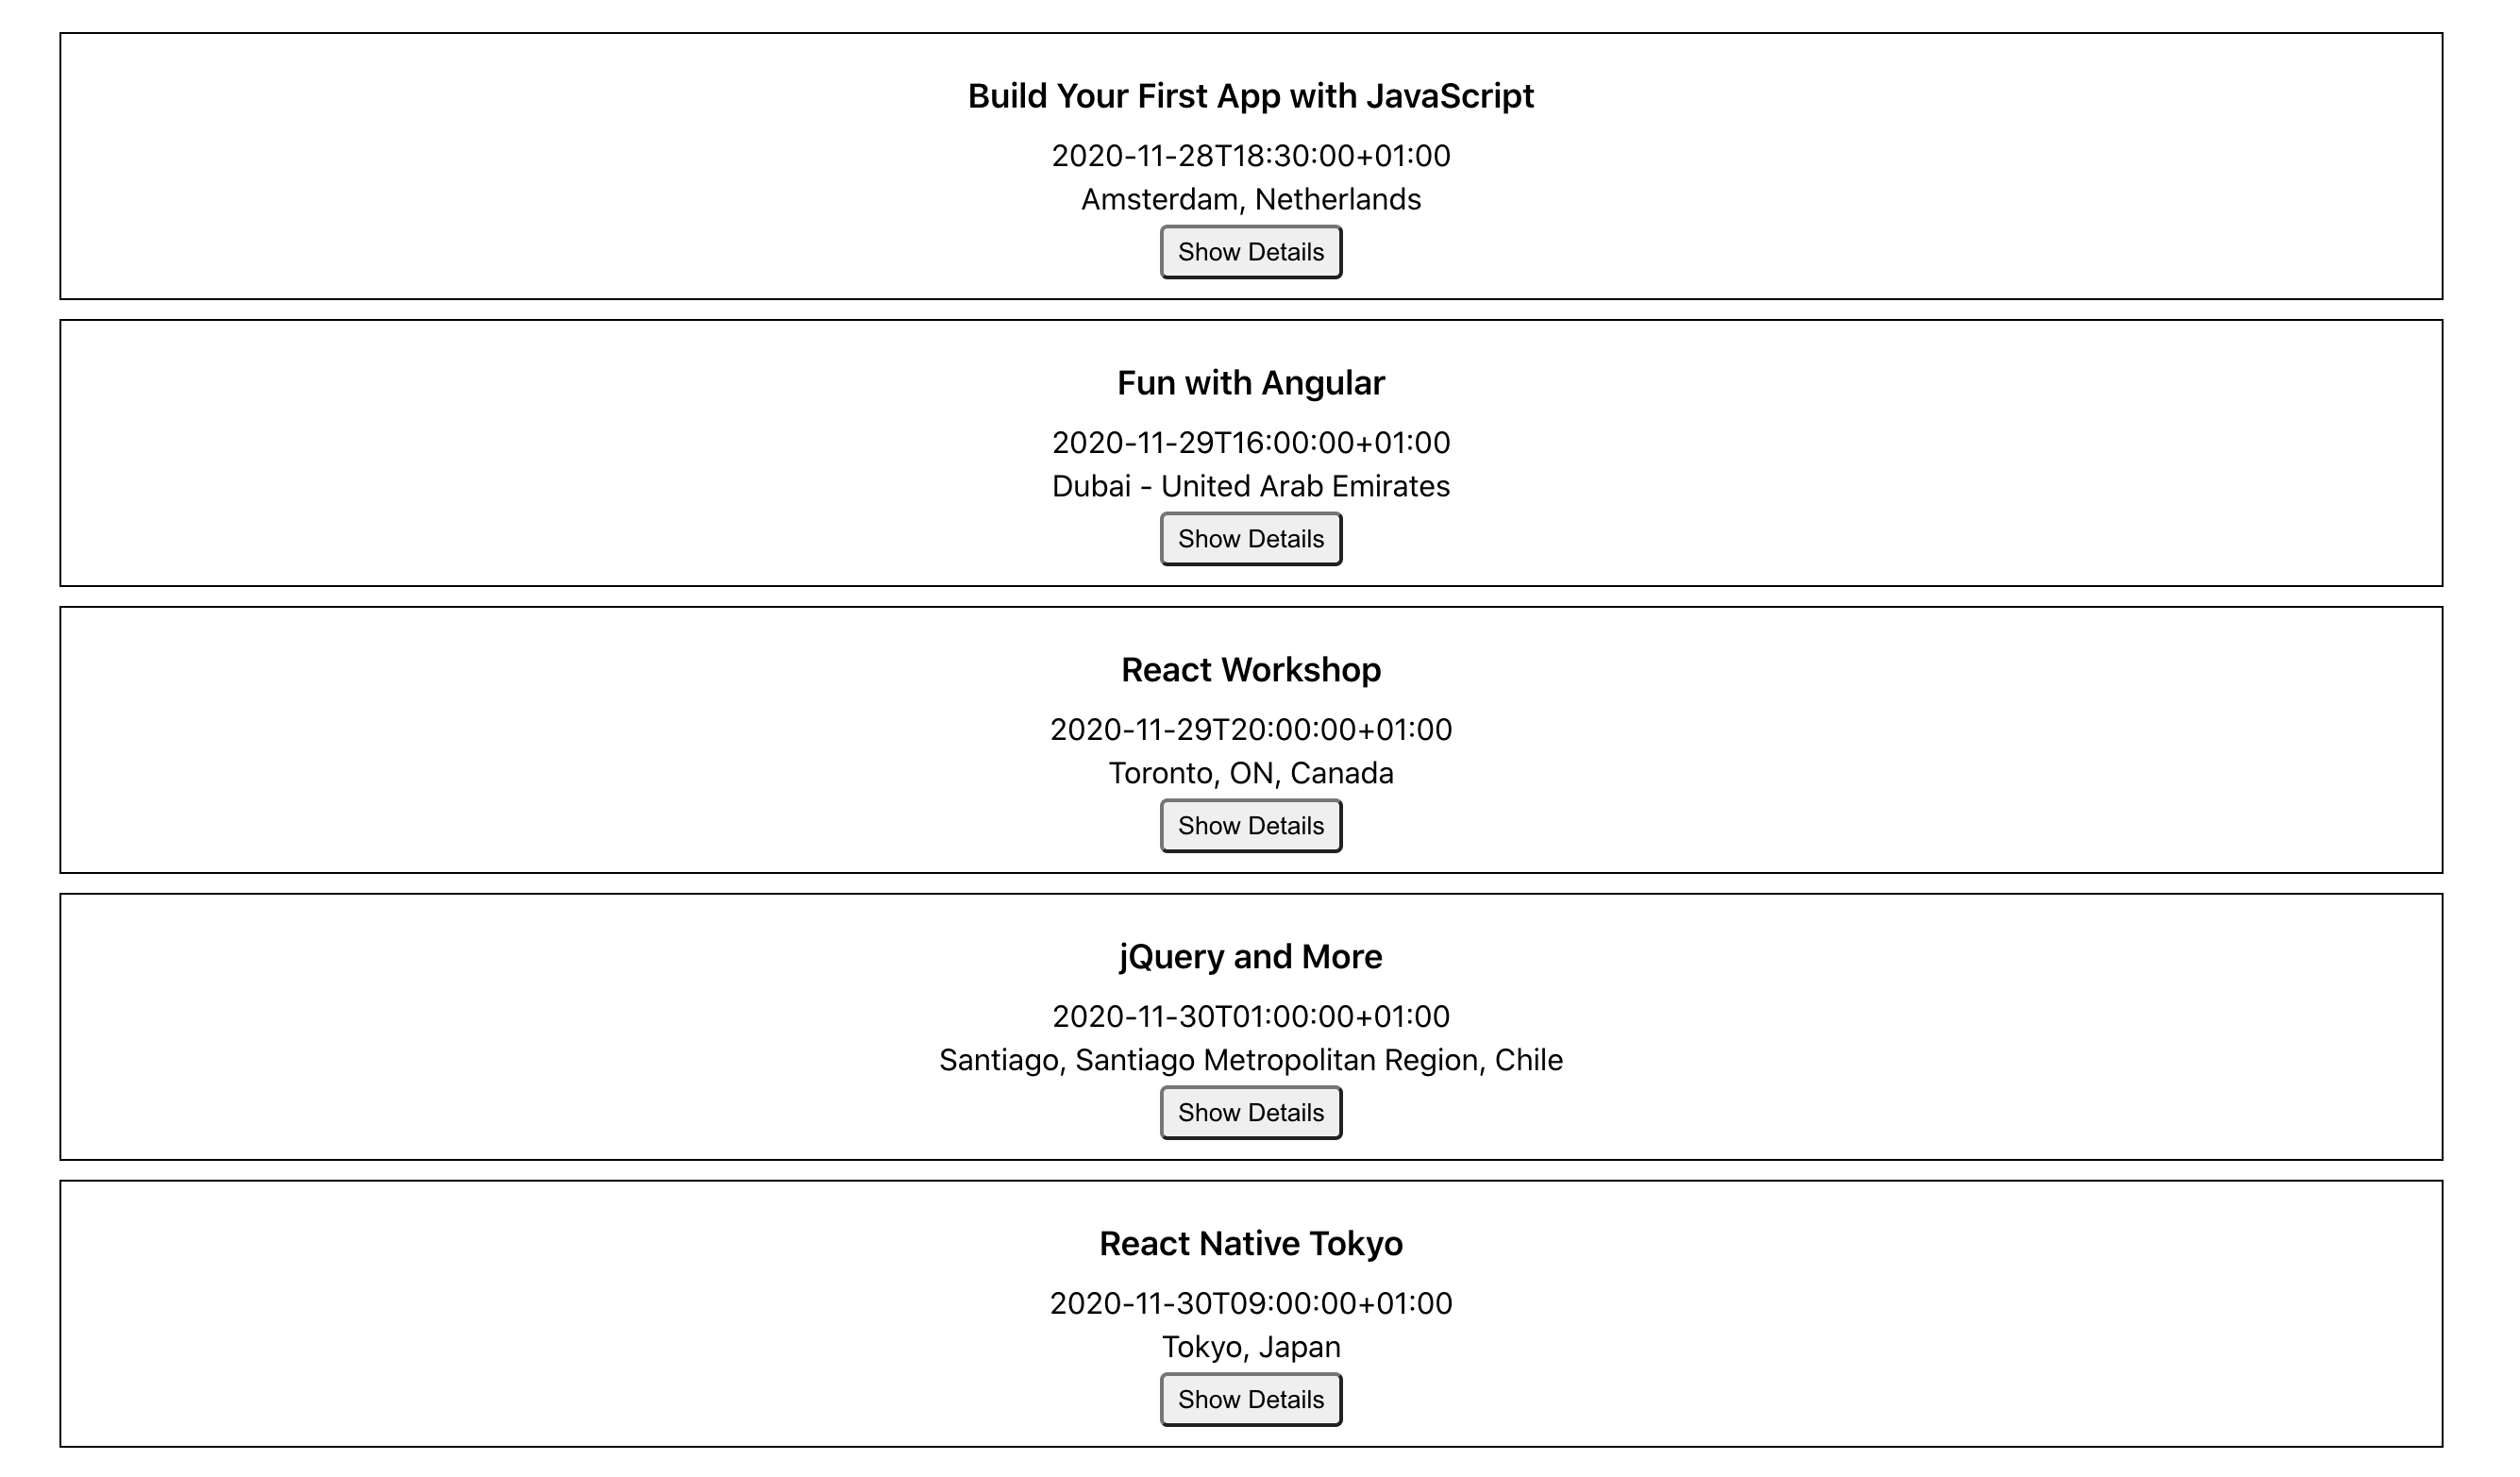 Build Your First App with JavaScript
2020-11-28T18:30:00+01:00
Amsterdam, Netherlands
Show Details
Fun with Angular
2020-11-29T16:00:00+01:00
Dubai - United Arab Emirates
Show Details
React Workshop
2020-11-29T20:00:00+01:00
Toronto, ON, Canada
Show Details
jQuery and More
2020-11-30T01:00:00+01:00
Santiago, Santiago Metropolitan Region, Chile
Show Details
React Native Tokyo
2020-11-30T09:00:00+01:00
Tokyo, Japan
Show Details